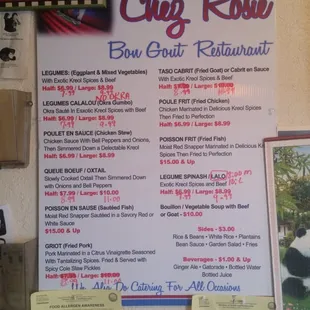 Chez Rosie
Bon Gout Restaurant
LEGUMES: (Eggplant & Mixed Vegetables)
With Exotic Kreol Spices & Beef
Half: $6.99 / Large: $8.99
LEGUMES CALALOU (Okra Gumbo)
Okra Sauté in Exotic Kreol Spices with Beef
Half: $6.99 / Large: $8.99
POULET EN SAUCE (Chicken Stew)
Chicken Sauce With Bell Peppers and Onions,
Then Simmered Down to a Delectable Kreol
Half: $6.99 / Large: $8.99
QUEUE BOEUF / OXTAIL
Slowly Cooked Oxtail Then Simmered Down
with Onions and Bell Peppers
Half: $7.99 / Large: $10.00
POISSON EN SAUSE (Sautéed Fish)
Moist Red Snapper Sautéed in a Savory Red or
White Sauce
$15.00 & Up
GRIOT (Fried Pork)
Pork Marinated in a Citrus Vinaigrette Seasoned
With Tantalizing Spices. Fried & Served with
Spicy Cole Slaw Pickles
TASO CABRIT (Fried Goat) or Cabrit en Sauce
With Exotic Kreol Spices & Beef
POULE FRIT (Fried Chicken)
Chicken Marinated in Delicious Kreol Spices
Then Fried to Perfection
Half: $6.99 / Large: $8.99
POISSON FRIT (Fried Fish)
Moist Red Snapper Marinated in Delicious K
Spices Then Fried to Perfection
$15.00 & Up
LEGUME SPINASH / LALO
Exotic Kreol Spices and Beef
Half: $6.99 / Large: $8.99
Bouillon / Vegetable Soup with Beef
or Goat - $10.00
Sides - $3.00
Rice & Beans - White Rice - Plantains
Bean Sauce - Garden Salad - Fries
Beverages - $1.00 & Up
Ginger Ale - Gatorade - Bottled Water
Bottled Juice
We Also Do Catering For All Occasions
FOOD ALLERGIES AWARENESS